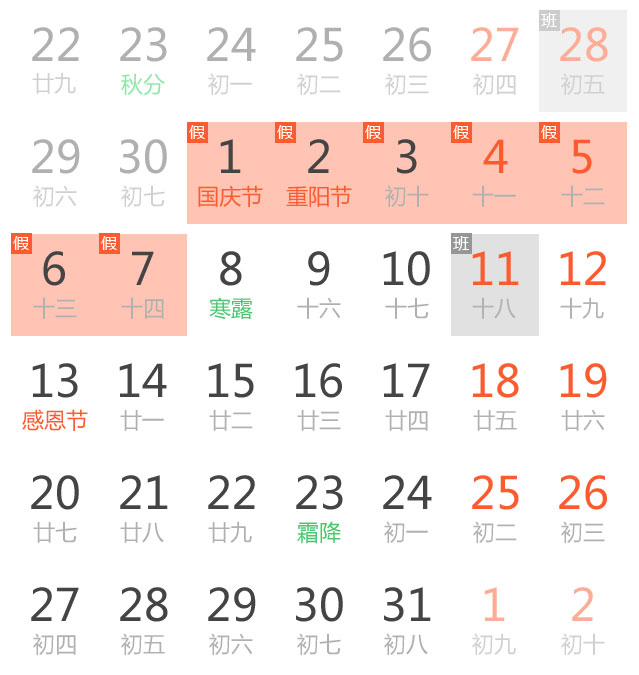 22 23 24 25 26 27 班 28
廿九 秋分 初一 初二 初三 初四 初五
29 30 假 1 假 2 假 3 假 4 假 5
初六 初七 国庆节 重阳节 初十 十一 十二
假 6 假 7 8 9 10 班 11 12
十三 十四 寒露 十六 十七 十八 十九
13 14 15 16 17 18 19
感恩节 廿一 廿二 廿三 廿四 廿五 廿六
20 21 22 23 24 25 26
廿七 廿八 廿九 霜降 初一 初二 初三
27 28 29 30 31 1 2
初四 初五 初六 初七 初八 初九 初十